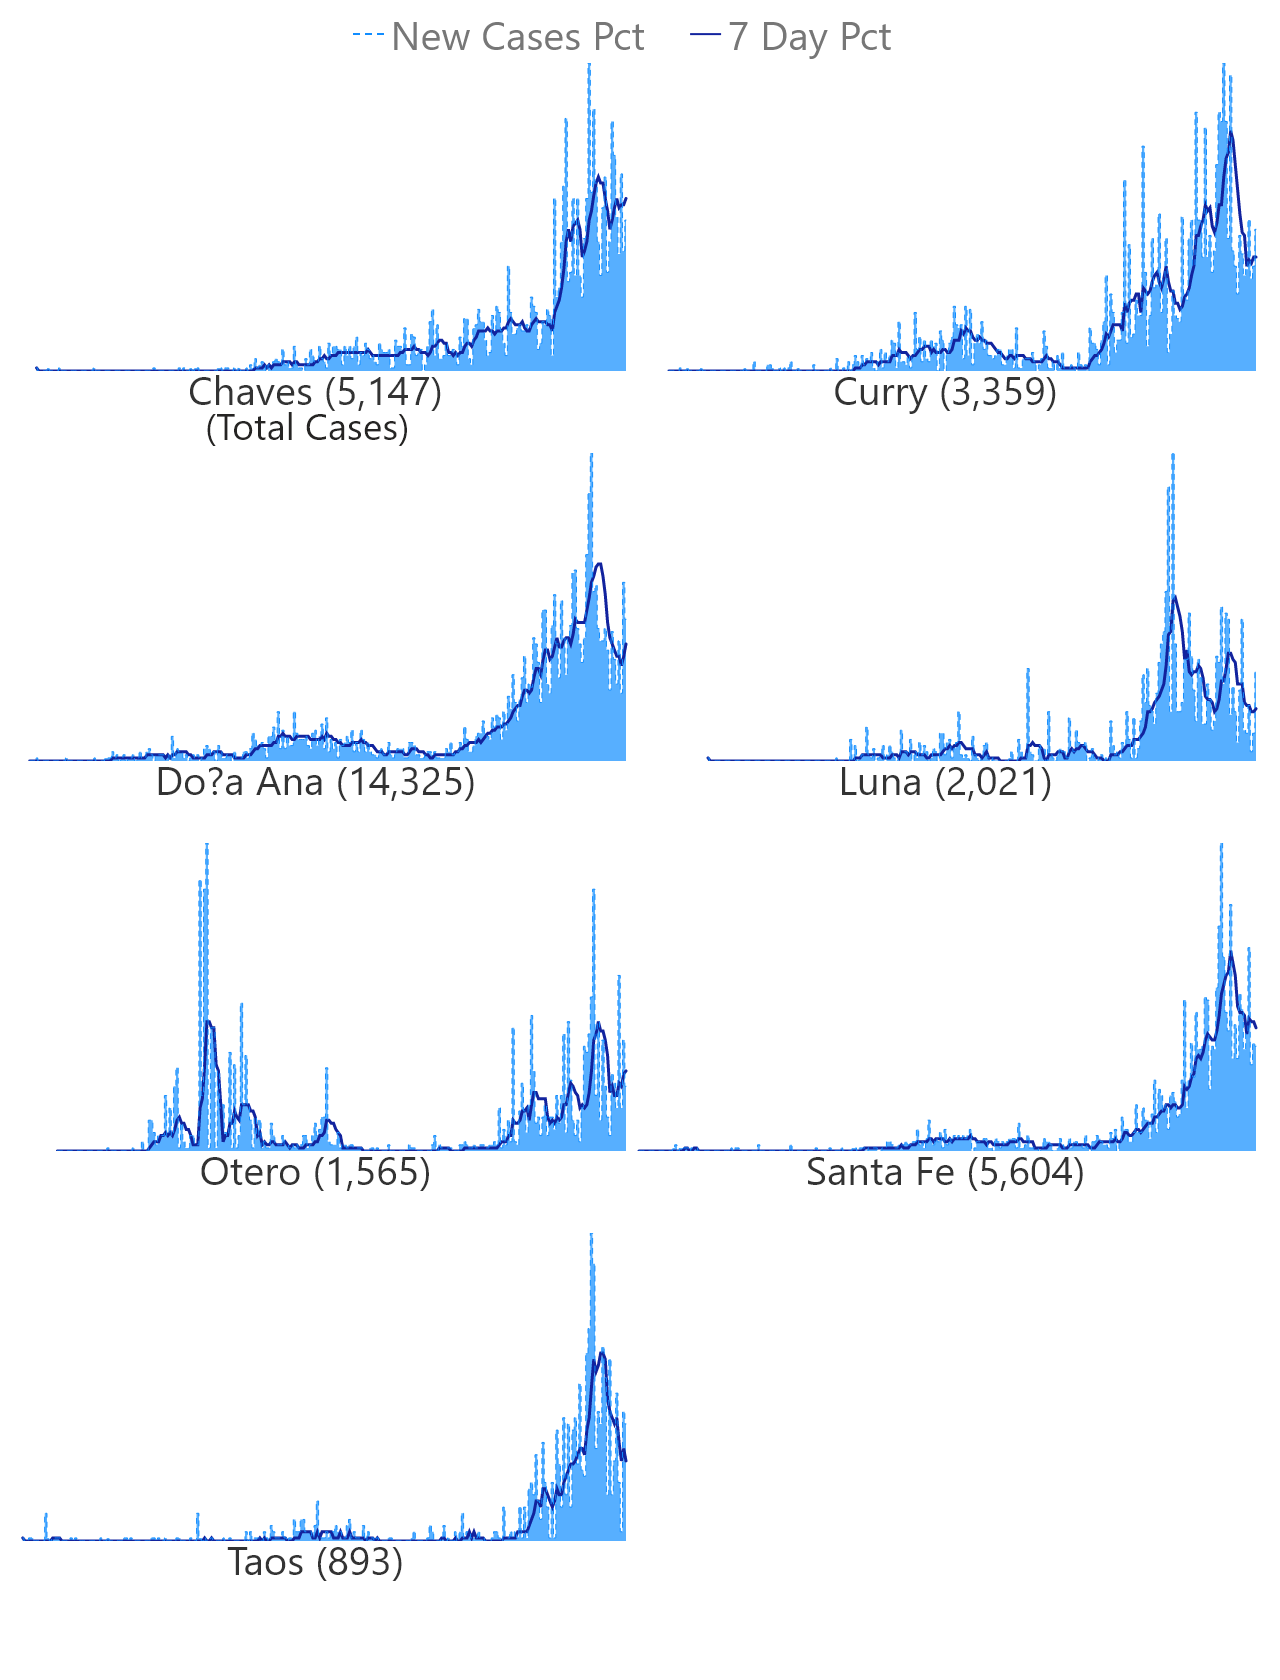 New Cases Pct 7 Day Pct
Chaves (5,147) Curry (3,359)
(Total Cases)
Do?a Ana (14,325) Luna (2,021)
Otero (1,565) Santa Fe (5,604)
Taos (893)